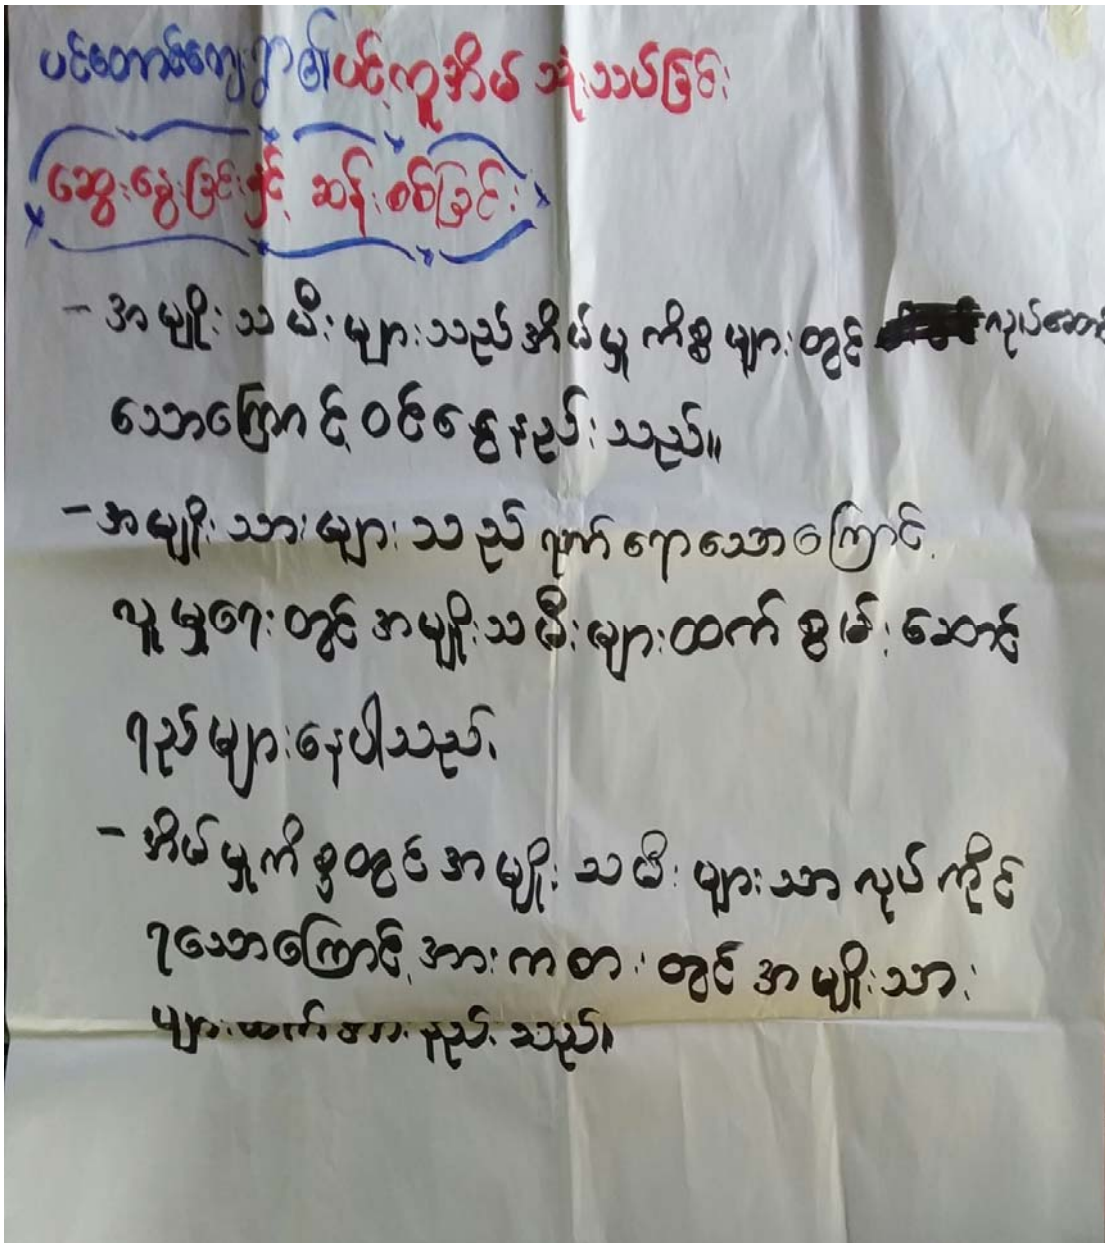 ပင်တောင်ကျေးရွာ၏ပင့်ကူအိမ် သုံးသပ်ခြင်း
ဆွေးနွေးခြင်းနှင့် ဆန်းစစ်ခြင်း
- အမျိုးသမီးများသည်အိမ်မှုကိစ္စများတွင် လုပ်ဆောင်
သောကြောင့်ဝင်ငွေနည်းသည်။
- အမျိုးသားများသည် ရောသောကြောင့်
လူမှုရေးတွင်အမျိုးသမီးများထက်စွမ်းဆောင်
ရည်များနေပါသည်
- အိမ်မှုကိစ္စတွင်အမျိုးသမီးများသာလုပ်ကိုင်
ရသောကြောင့်အားကစားတွင်အမျိုးသား
များထက်အားနည်းသည်။